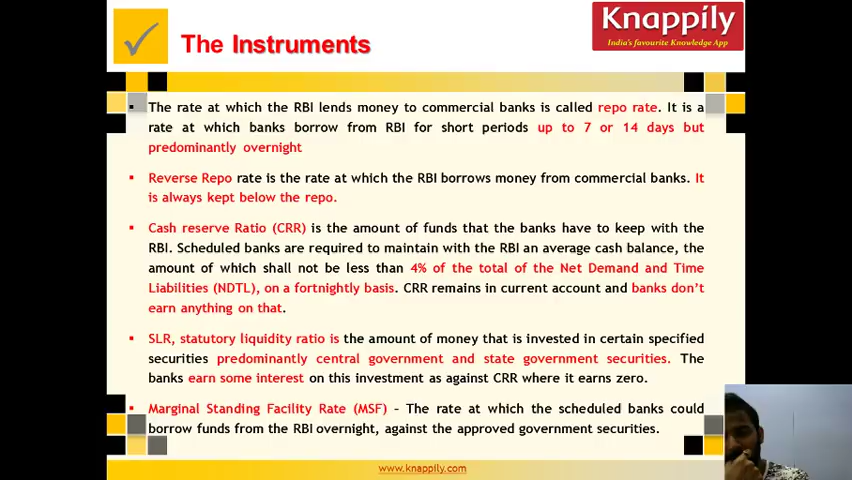 The Instruments
Knappily
India's favourite Knowledge App
The rate at which the RBI lends money to commercial banks is called repo rate. It is a
rate at which banks borrow from RBI for short periods up to 7 or 14 days but
predominantly overnight
Reverse Repo rate is the rate at which the RBI borrows money from commercial banks. It
is always kept below the repo.
Cash reserve Ratio (CRR) is the amount of funds that the banks have to keep with the
RBI. Scheduled banks are required to maintain with the RBI an average cash balance, the
amount of which shall not be less than 4% of the total of the Net Demand and Time
Liabilities (NDTL), on a fortnightly basis. CRR remains in current account and banks don't
earn anything on that.
SLR, statutory liquidity ratio is the amount of money that is invested in certain specified
securities predominantly central government and state government securities. The
banks earn some interest on this investment as against CRR where it earns zero.
Marginal Standing Facility Rate (MSF) – The rate at which the scheduled banks could
borrow funds from the RBI overnight, against the approved government securities.
www.knappily.com